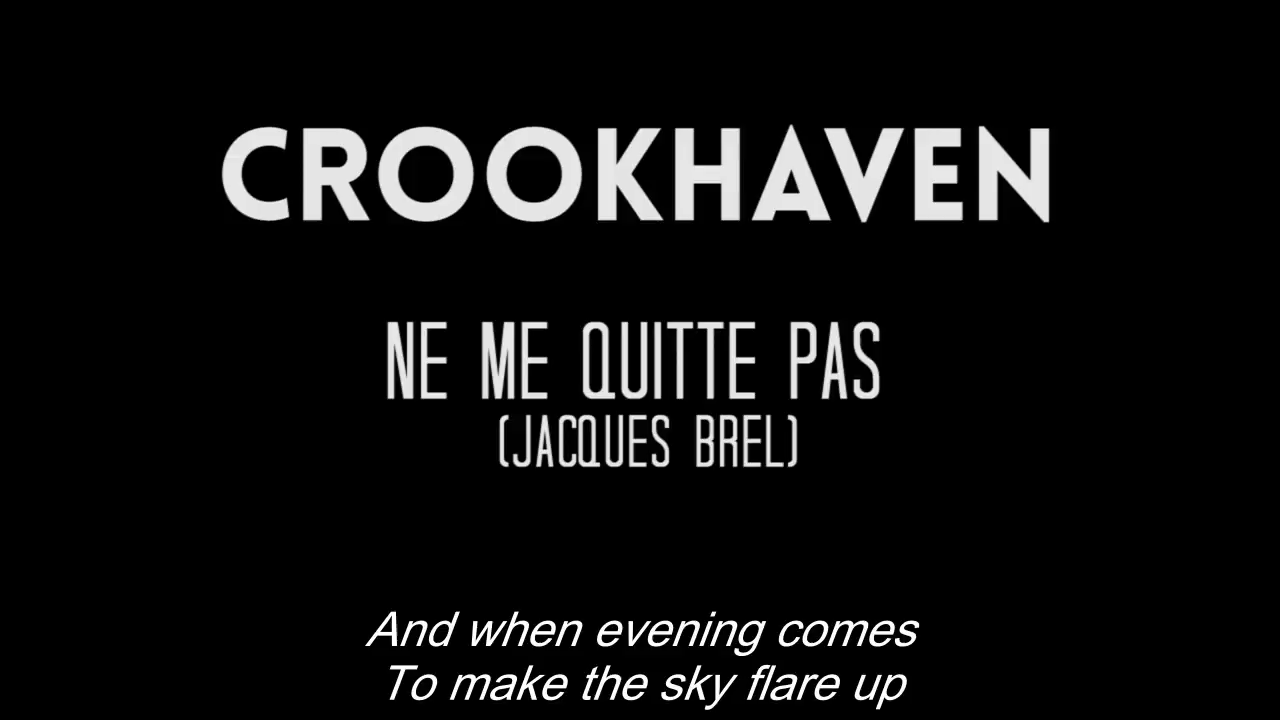 CROOKHAVEN
NE ME QUITTE PAS
(JACQUES BREL)
And when evening comes
To make the sky flare up